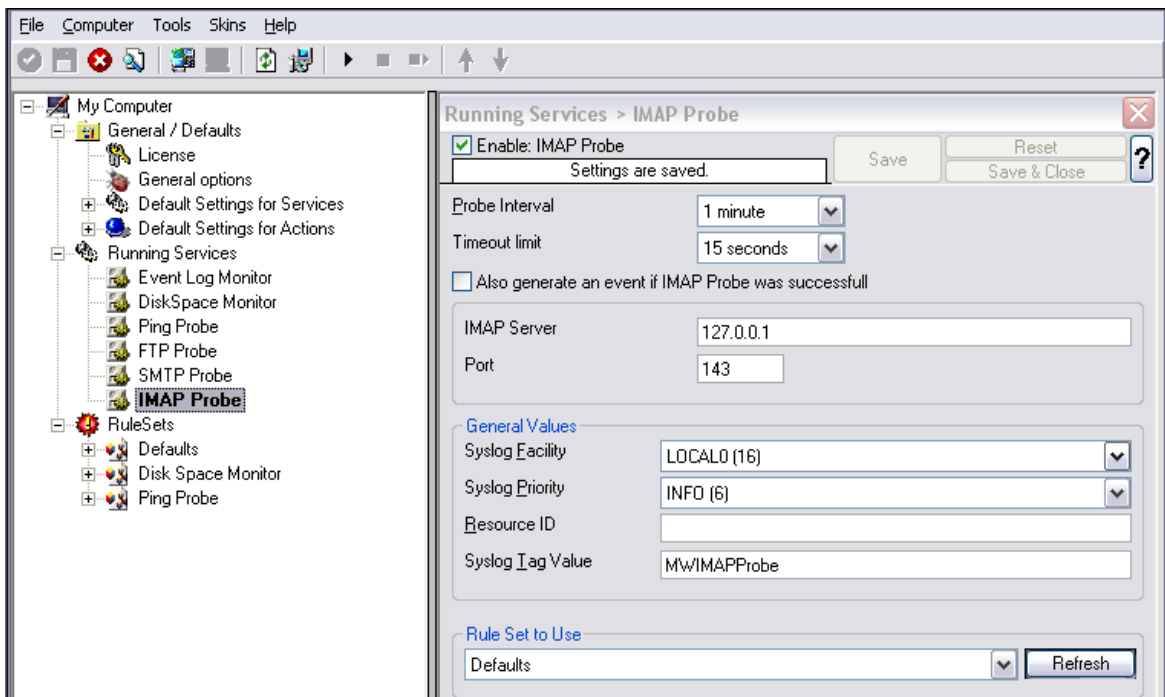 File Computer Tools Skins Help
My Computer
General / Defaults
License
General options
Default Settings for Services
Default Settings for Actions
Running Services
Event Log Monitor
DiskSpace Monitor
Ping Probe
FTP Probe
SMTP Probe
IMAP Probe
RuleSets
Defaults
Disk Space Monitor
Ping Probe
Running Services > IMAP Probe
Enable: IMAP Probe
Settings are saved.
Save
Reset
Save & Close
?
Probe Interval
1 minute
Timeout limit
15 seconds
Also generate an event if IMAP Probe was successfull
IMAP Server
127.0.0.1
Port
143
General Values
Syslog Facility
LOCAL0 (16)
Syslog Priority
INFO (6)
Resource ID
Syslog Tag Value
MWIMAPProbe
Rule Set to Use
Defaults
Refresh